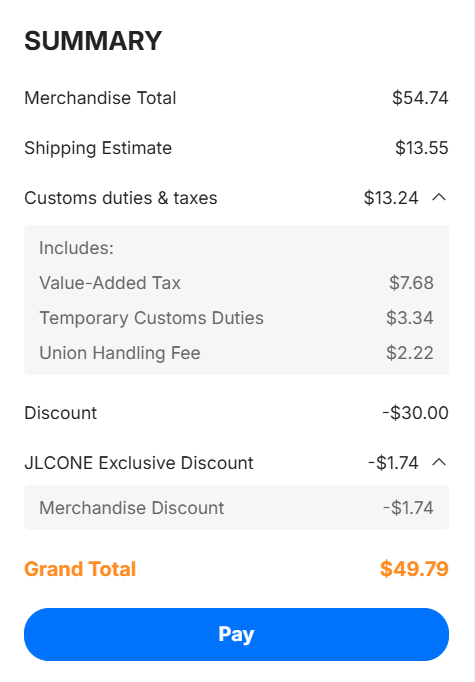 SUMMARY
Merchandise Total $54.74
Shipping Estimate $13.55
Customs duties & taxes $13.24
Includes:
Value-Added Tax $7.68
Temporary Customs Duties $3.34
Union Handling Fee $2.22
Discount -$30.00
JLCONE Exclusive Discount -$1.74
Merchandise Discount -$1.74
Grand Total $49.79
Pay